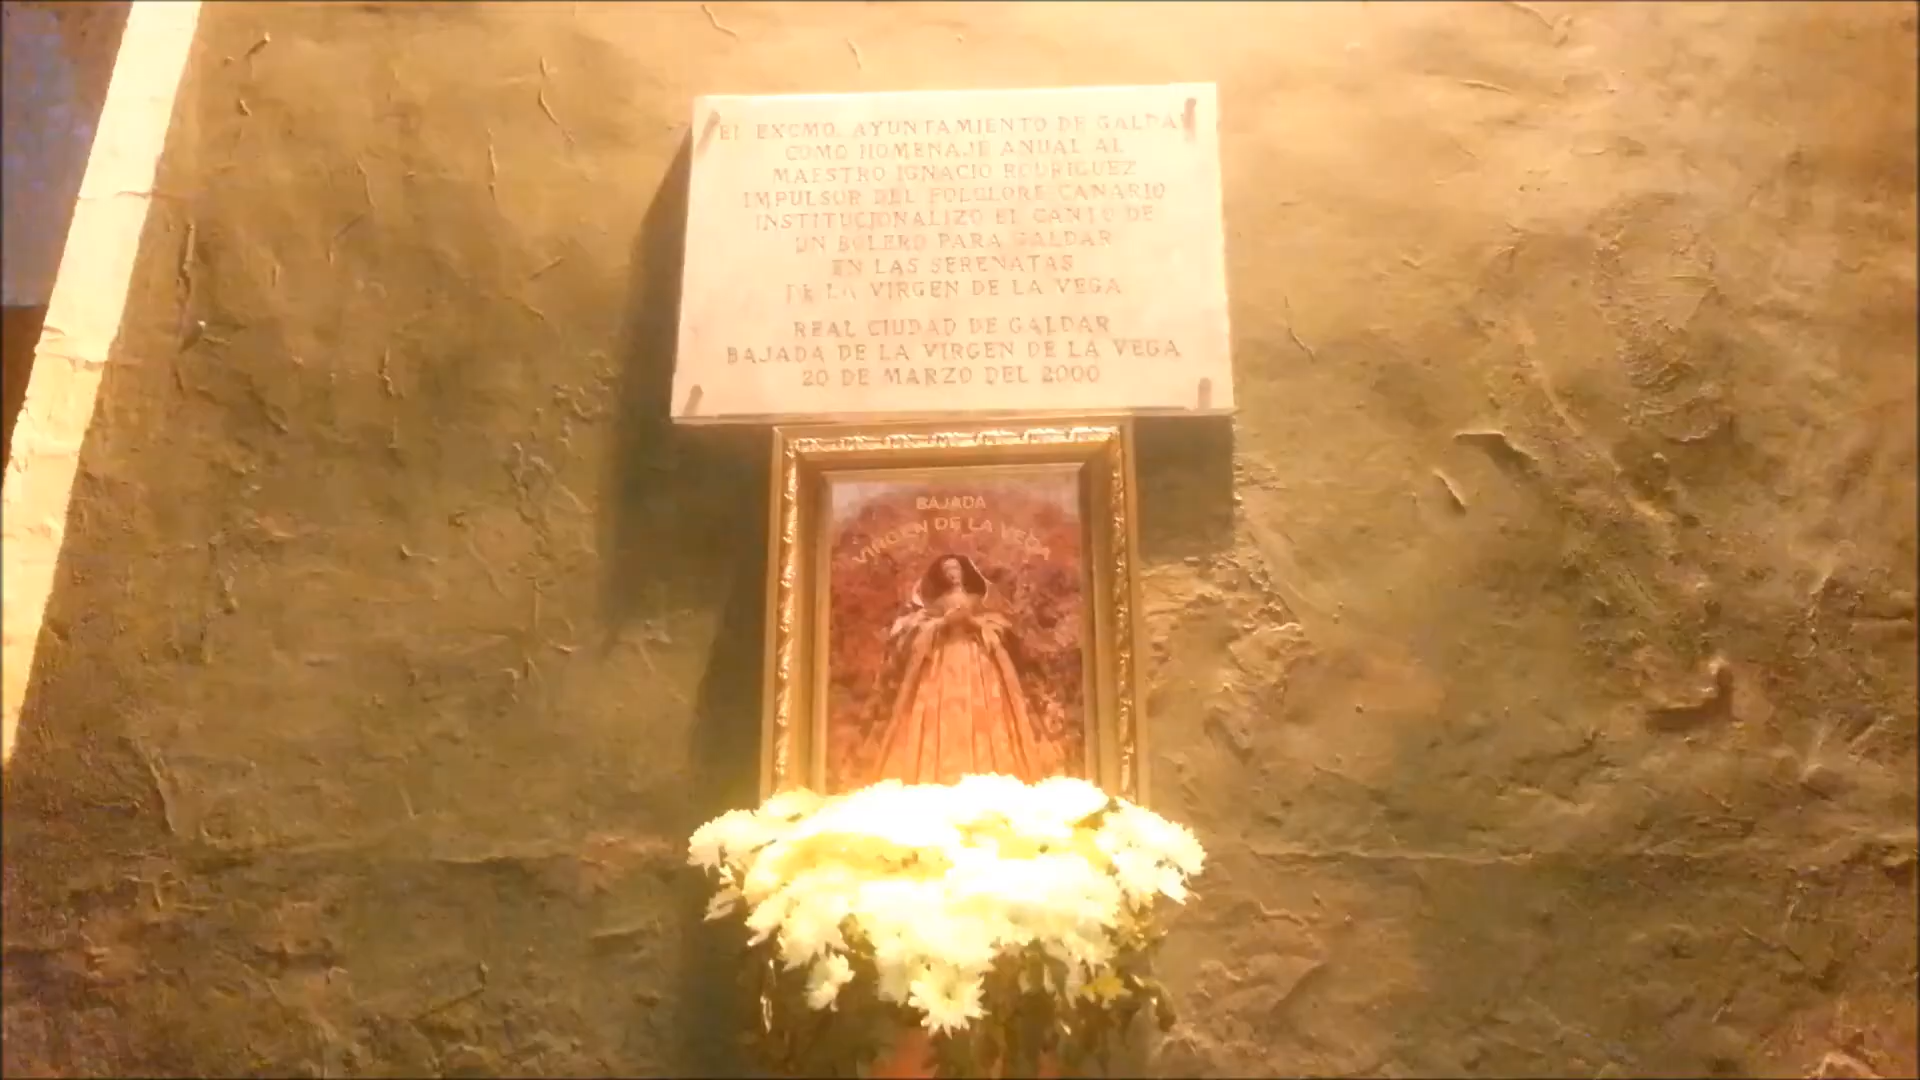 El EXCMO. AYUNTAMIENTO DE GALDA
COMO HOMENAJE ANUAL AL
MAESTRO IGNACIO RODRIGUEZ
IMPULSOR DEL FOLCLORE CANARIO
INSTITUCIONALIZO EL CANTO DE
UN BOLERO PARA GALDAR
EN LAS SERENATAS
DE LA VIRGEN DE LA VEGA
REAL CIUDAD DE GALDAR
BAJADA DE LA VIRGEN DE LA VEGA
20 DE MARZO DEL 2000
BAJADA
VIRGEN DE LA VEGA